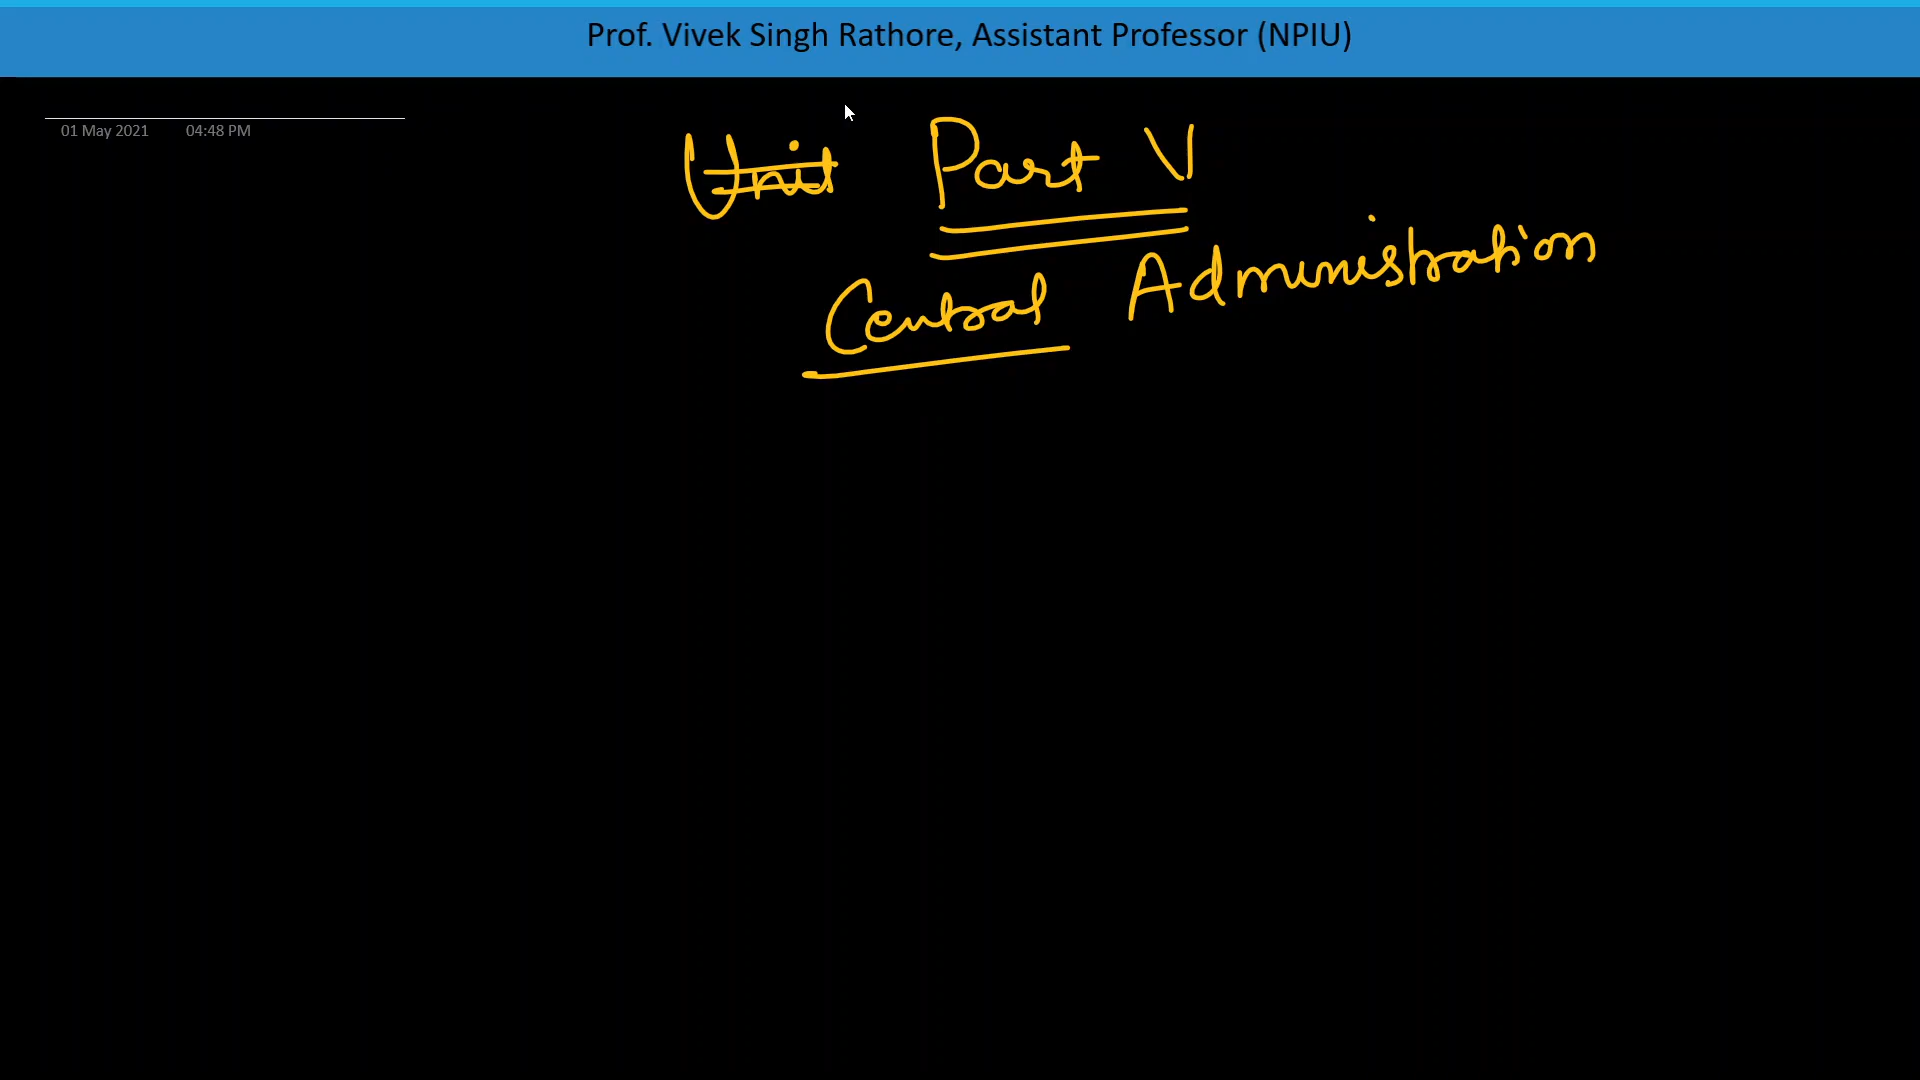 Prof. Vivek Singh Rathore, Assistant Professor (NPIU)
01 May 2021 04:48 PM
Unit Part V
Central Administration